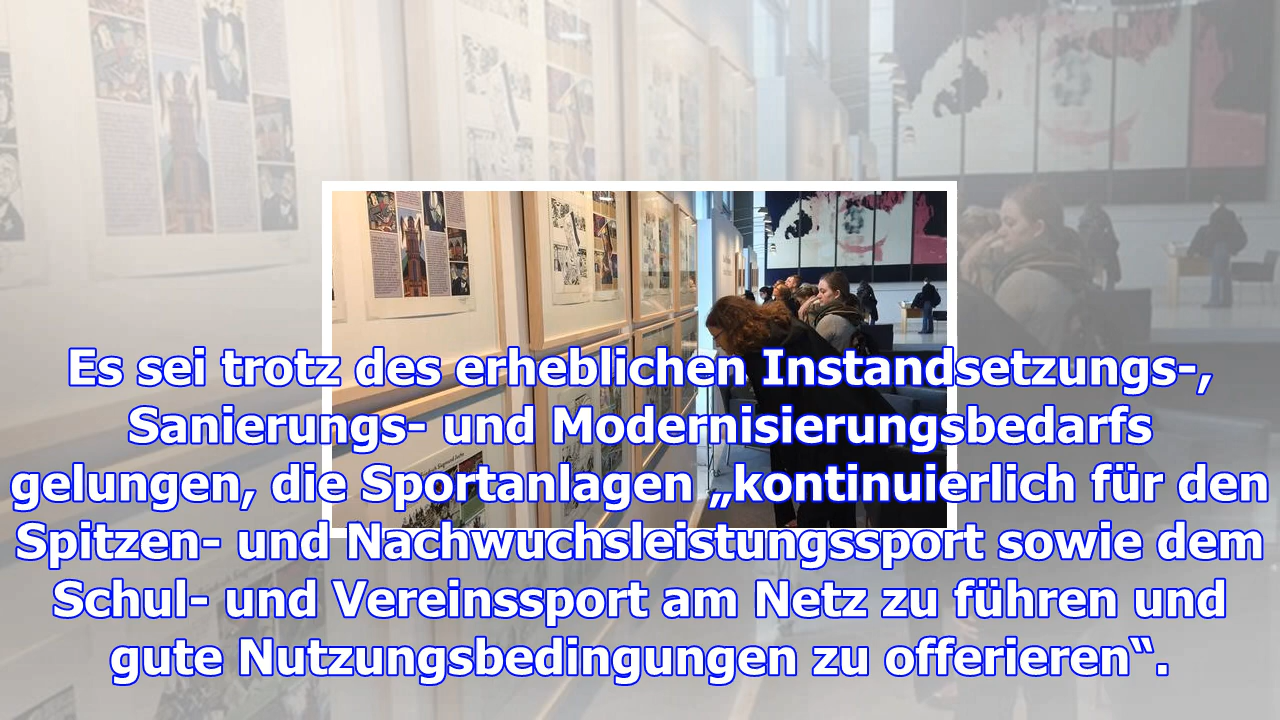 Es sei trotz des erheblichen Instandsetzungs-,
Sanierungs- und Modernisierungsbedarfs
gelungen, die Sportanlagen „kontinuierlich für den
Spitzen- und Nachwuchsleistungssport sowie dem
Schul- und Vereinssport am Netz zu führen und
gute Nutzungsbedingungen zu offerieren“.